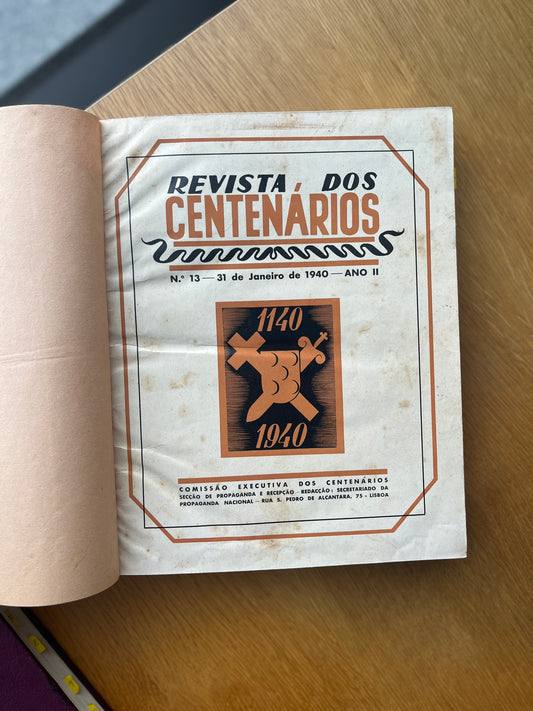 REVISTA DOS
CENTENÁRIOS
N.º 13 — 31 de Janeiro de 1940 — ANO II
1140
1940
COMISSÃO EXECUTIVA DOS CENTENÁRIOS
SECÇÃO DE PROPAGANDA E RECEPÇÃO - REDACÇÃO: SECRETARIADO DA
PROPAGANDA NACIONAL — RUA S. PEDRO DE ALCANTARA, 75 - LISBOA